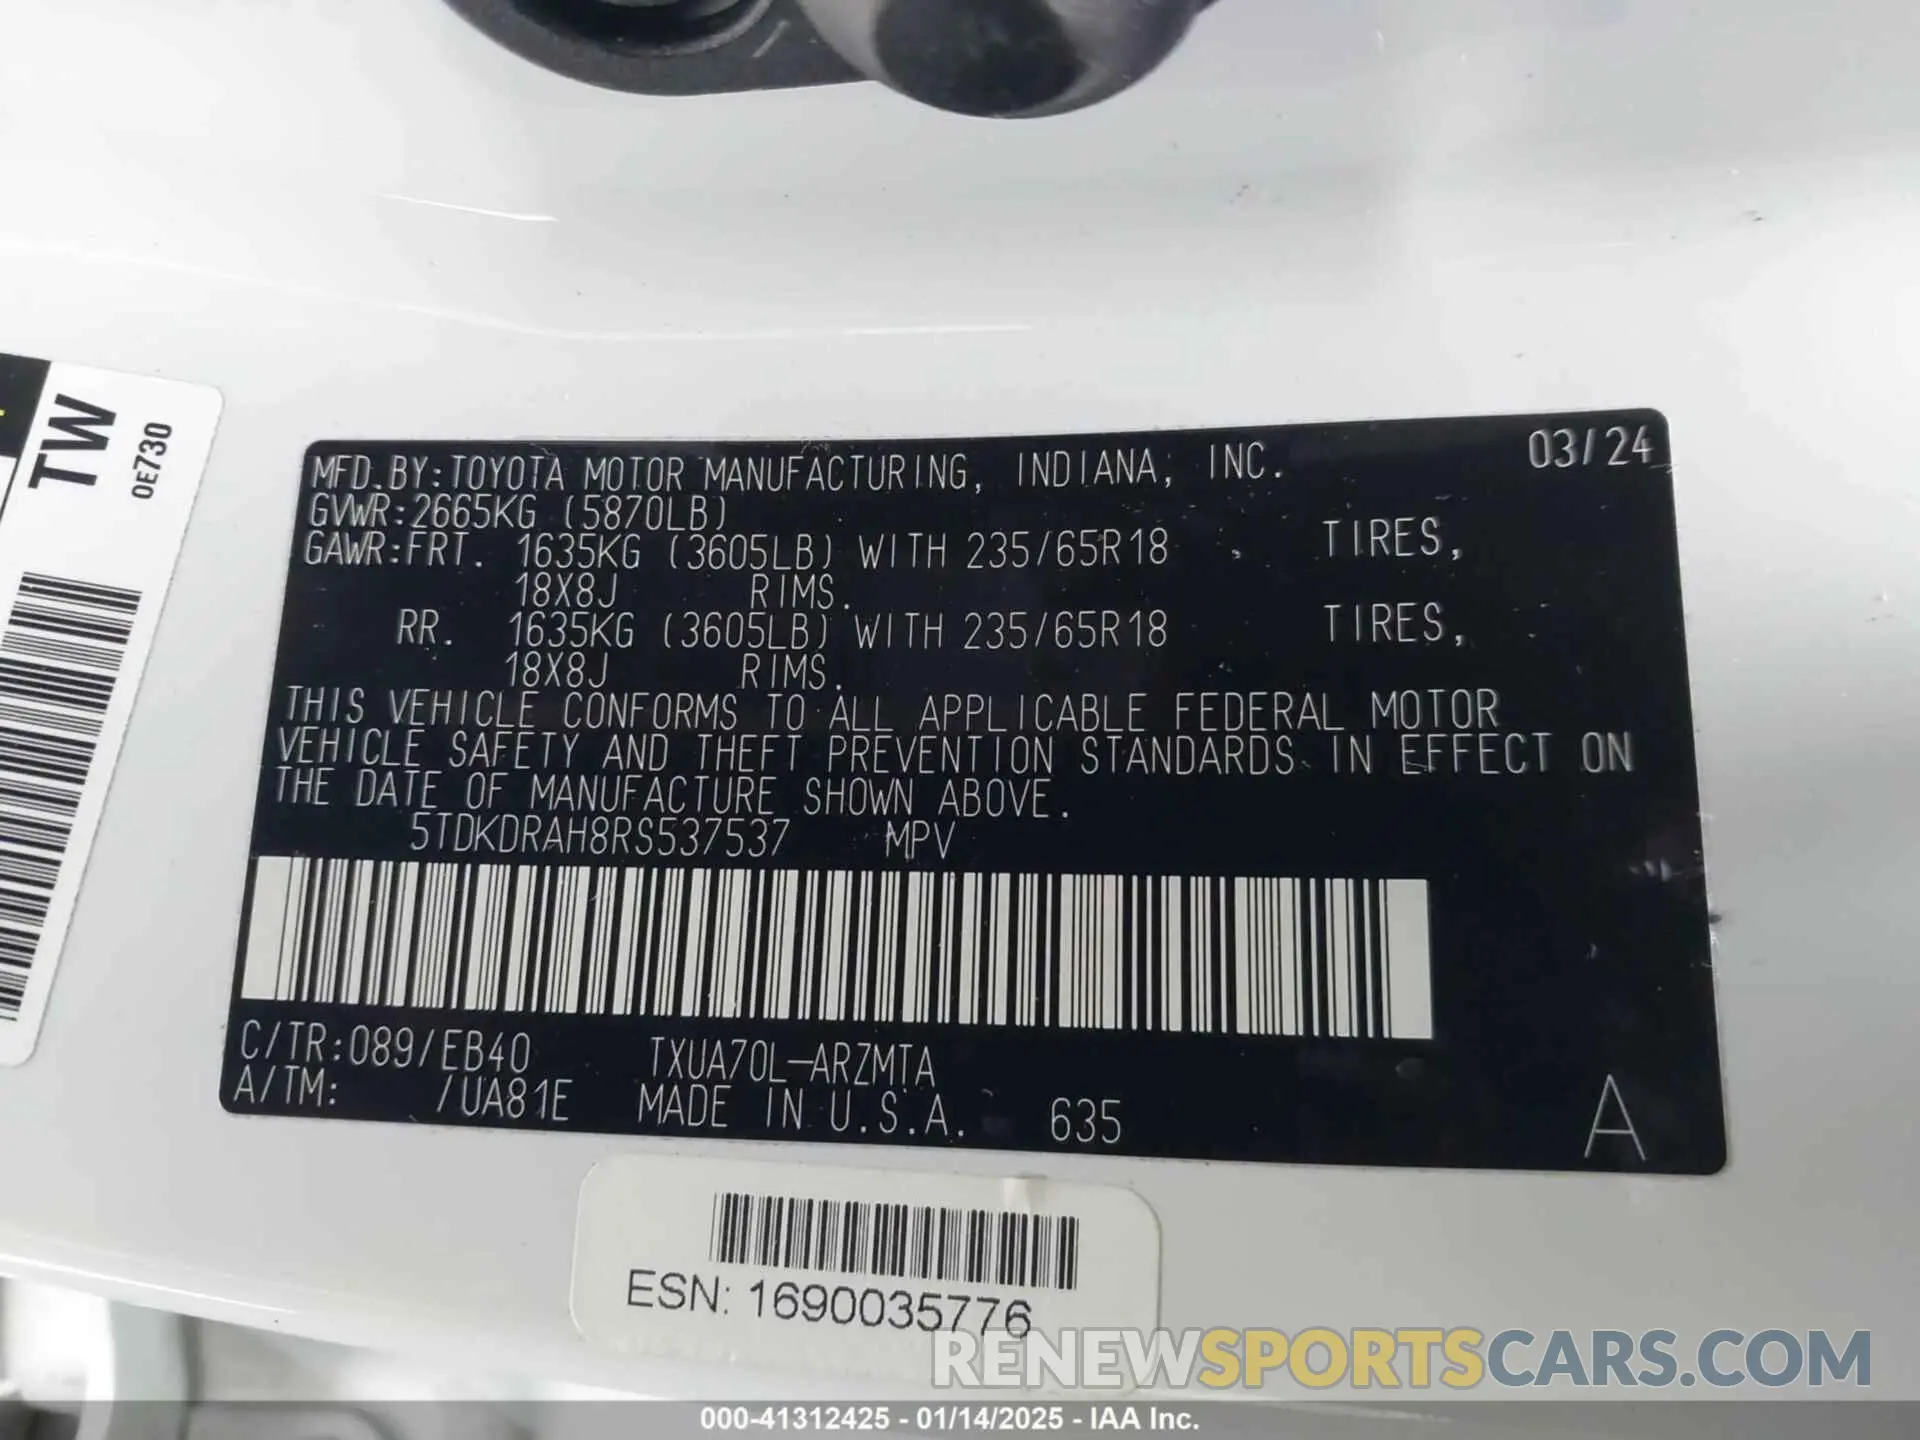 TW
0E730
MFD.BY:TOYOTA MOTOR MANUFACTURING, INDIANA, INC. 03/24
GVWR:2665KG (5870LB)
GAWR:FRT. 1635KG (3605LB) WITH 235/65R18 , TIRES,
18X8J RIMS.
RR. 1635KG (3605LB) WITH 235/65R18 TIRES,
18X8J RIMS.
THIS VEHICLE CONFORMS TO ALL APPLICABLE FEDERAL MOTOR
VEHICLE SAFETY AND THEFT PREVENTION STANDARDS IN EFFECT ON
THE DATE OF MANUFACTURE SHOWN ABOVE.
5TDKDRAH8RS537537 MPV
C/TR:089/EB40 TXUA70L-ARZMTA
A/TM: /UA81E MADE IN U.S.A. 635 A
ESN: 1690035776
RENEWSPORTSCARS.COM
000-41312425 - 01/14/2025 - IAA Inc.